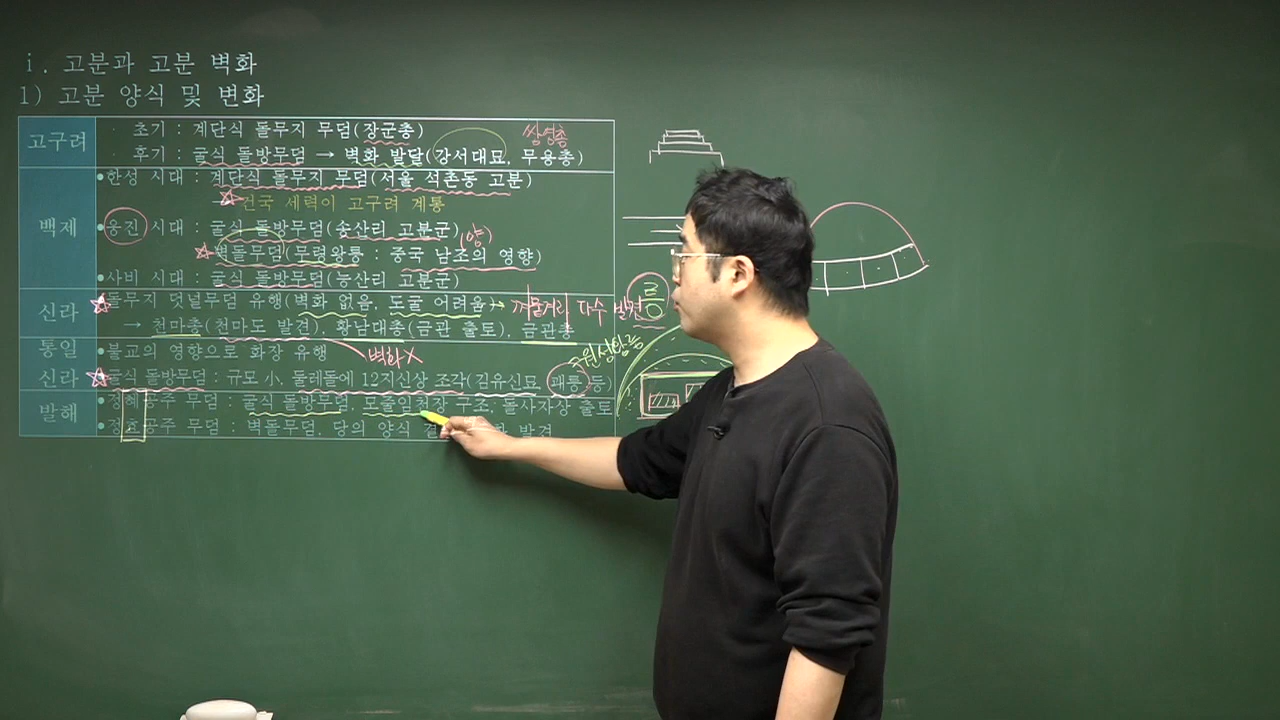 i. 고분과 고분 벽화
1) 고분 양식 및 변화
고구려
· 초기 : 계단식 돌무지 무덤(장군총)
쌍영총
· 후기 : 굴식 돌방무덤 → 벽화 발달(강서대묘, 무용총)
백제
•한성 시대 : 계단식 돌무지 무덤(서울 석촌동 고분)
☆건국 세력이 고구려 계통
•웅진 시대 : 굴식 돌방무덤(송산리 고분군)
(양)
☆벽돌무덤(무령왕릉 : 중국 남조의 영향)
•사비 시대 : 굴식 돌방무덤(능산리 고분군)
신라
☆돌무지 덧널무덤 유행(벽화 없음, 도굴 어려움)→ 껴묻거리 다수 발견
→ 천마총(천마도 발견), 황남대총(금관 출토), 금관총
벽화 X
통일 신라
•불교의 영향으로 화장 유행
원성왕릉
☆굴식 돌방무덤 : 규모 小, 둘레돌에 12지신상 조각(김유신묘, 괘릉 등)
릉
발해
•정혜공주 무덤 : 굴식 돌방무덤, 모줄임천장 구조, 돌사자상 출토
•정효공주 무덤 : 벽돌무덤, 당의 양식 발견